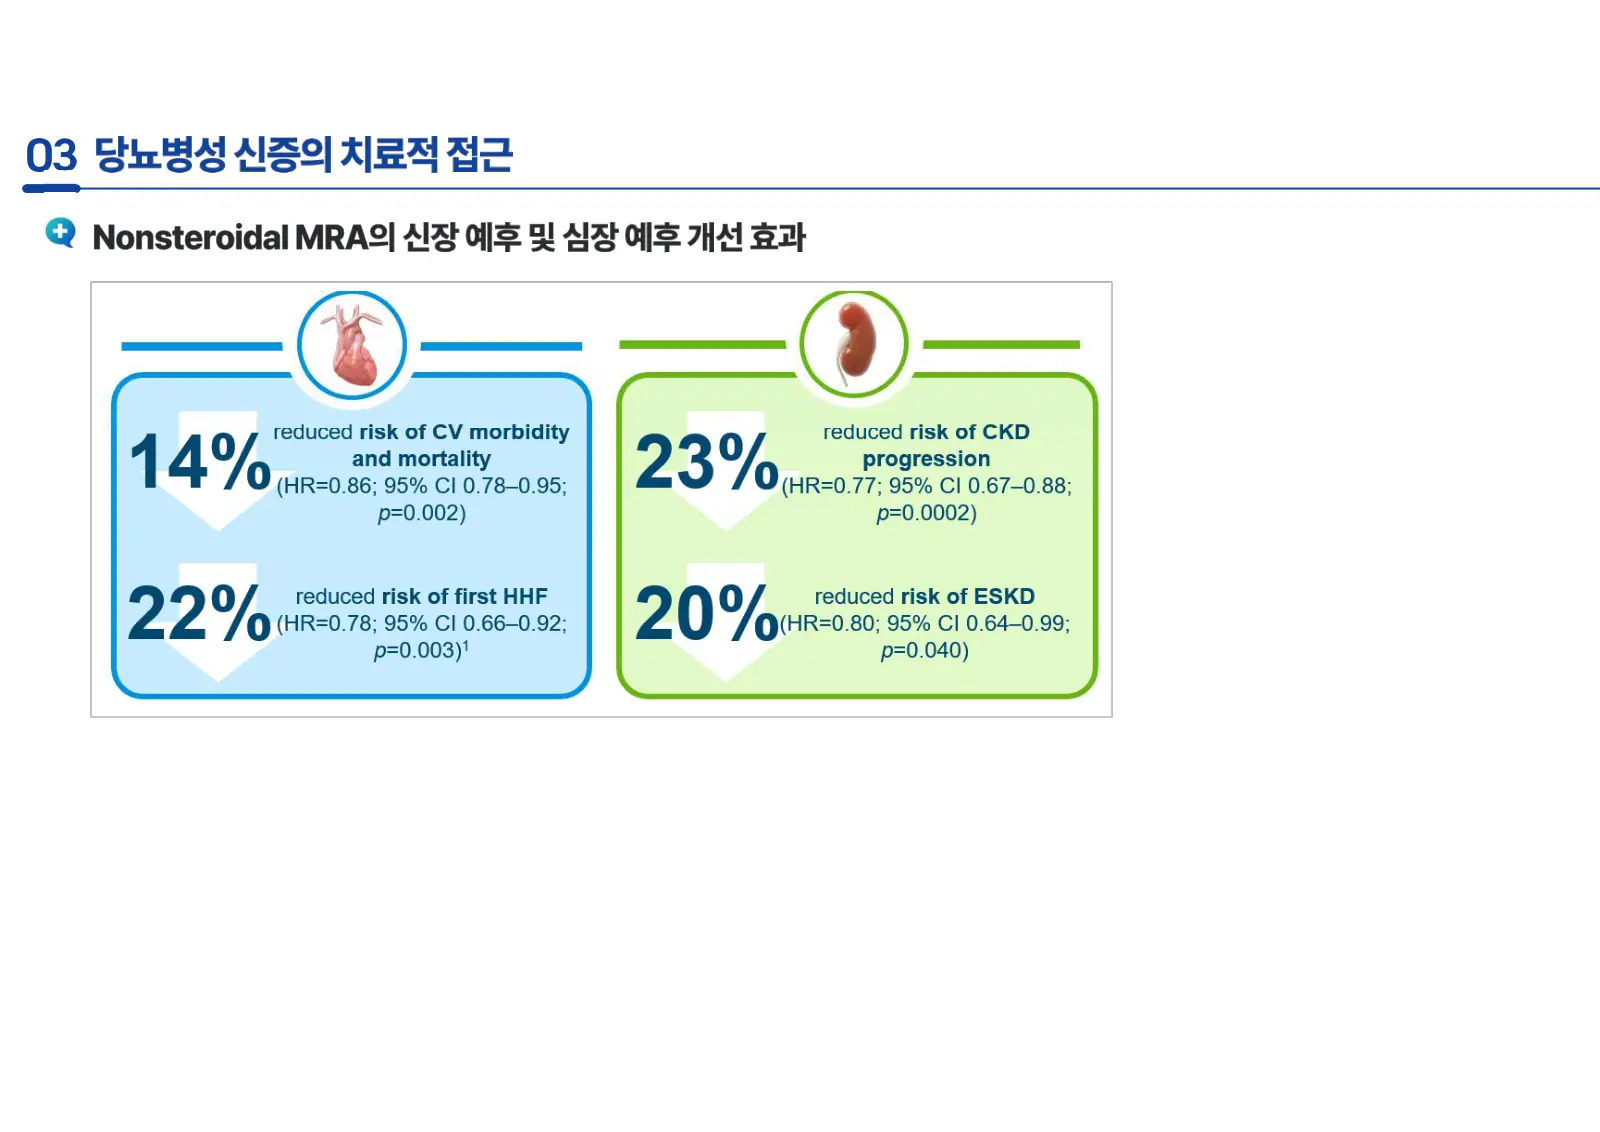 03 당뇨병성 신증의 치료적 접근
Nonsteroidal MRA의 신장 예후 및 심장 예후 개선 효과
14%
reduced risk of CV morbidity
and mortality
(HR=0.86; 95% CI 0.78–0.95;
p=0.002)
22%
reduced risk of first HHF
(HR=0.78; 95% CI 0.66–0.92;
p=0.003)¹
23%
reduced risk of CKD
progression
(HR=0.77; 95% CI 0.67–0.88;
p=0.0002)
20%
reduced risk of ESKD
(HR=0.80; 95% CI 0.64–0.99;
p=0.040)